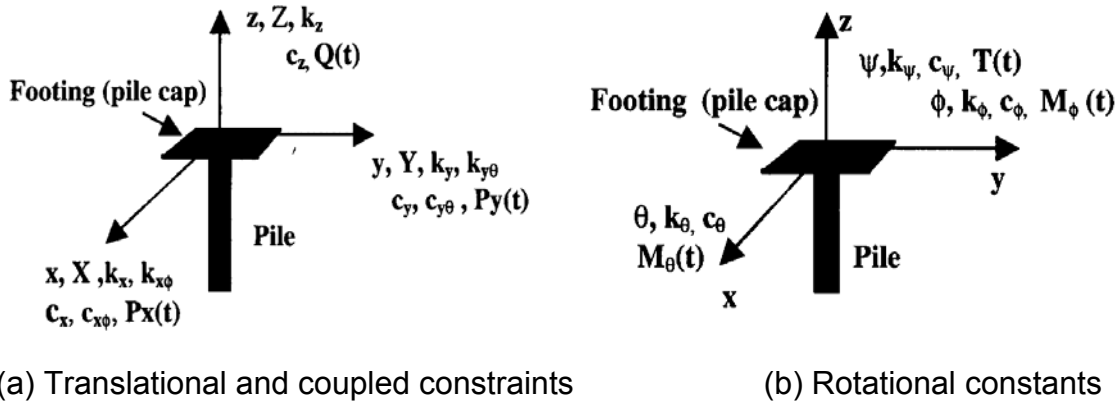 z, Z, k_z
c_z, Q(t)
Footing (pile cap)
y, Y, k_y, k_yθ
c_y, c_yθ , Py(t)
Pile
x, X ,k_x, k_xϕ
c_x, c_xϕ, Px(t)
(a) Translational and coupled constraints
z
ψ,k_ψ, c_ψ, T(t)
ϕ, k_ϕ, c_ϕ, M_ϕ (t)
Footing (pile cap)
y
θ, k_θ, c_θ
M_θ(t)
Pile
x
(b) Rotational constants